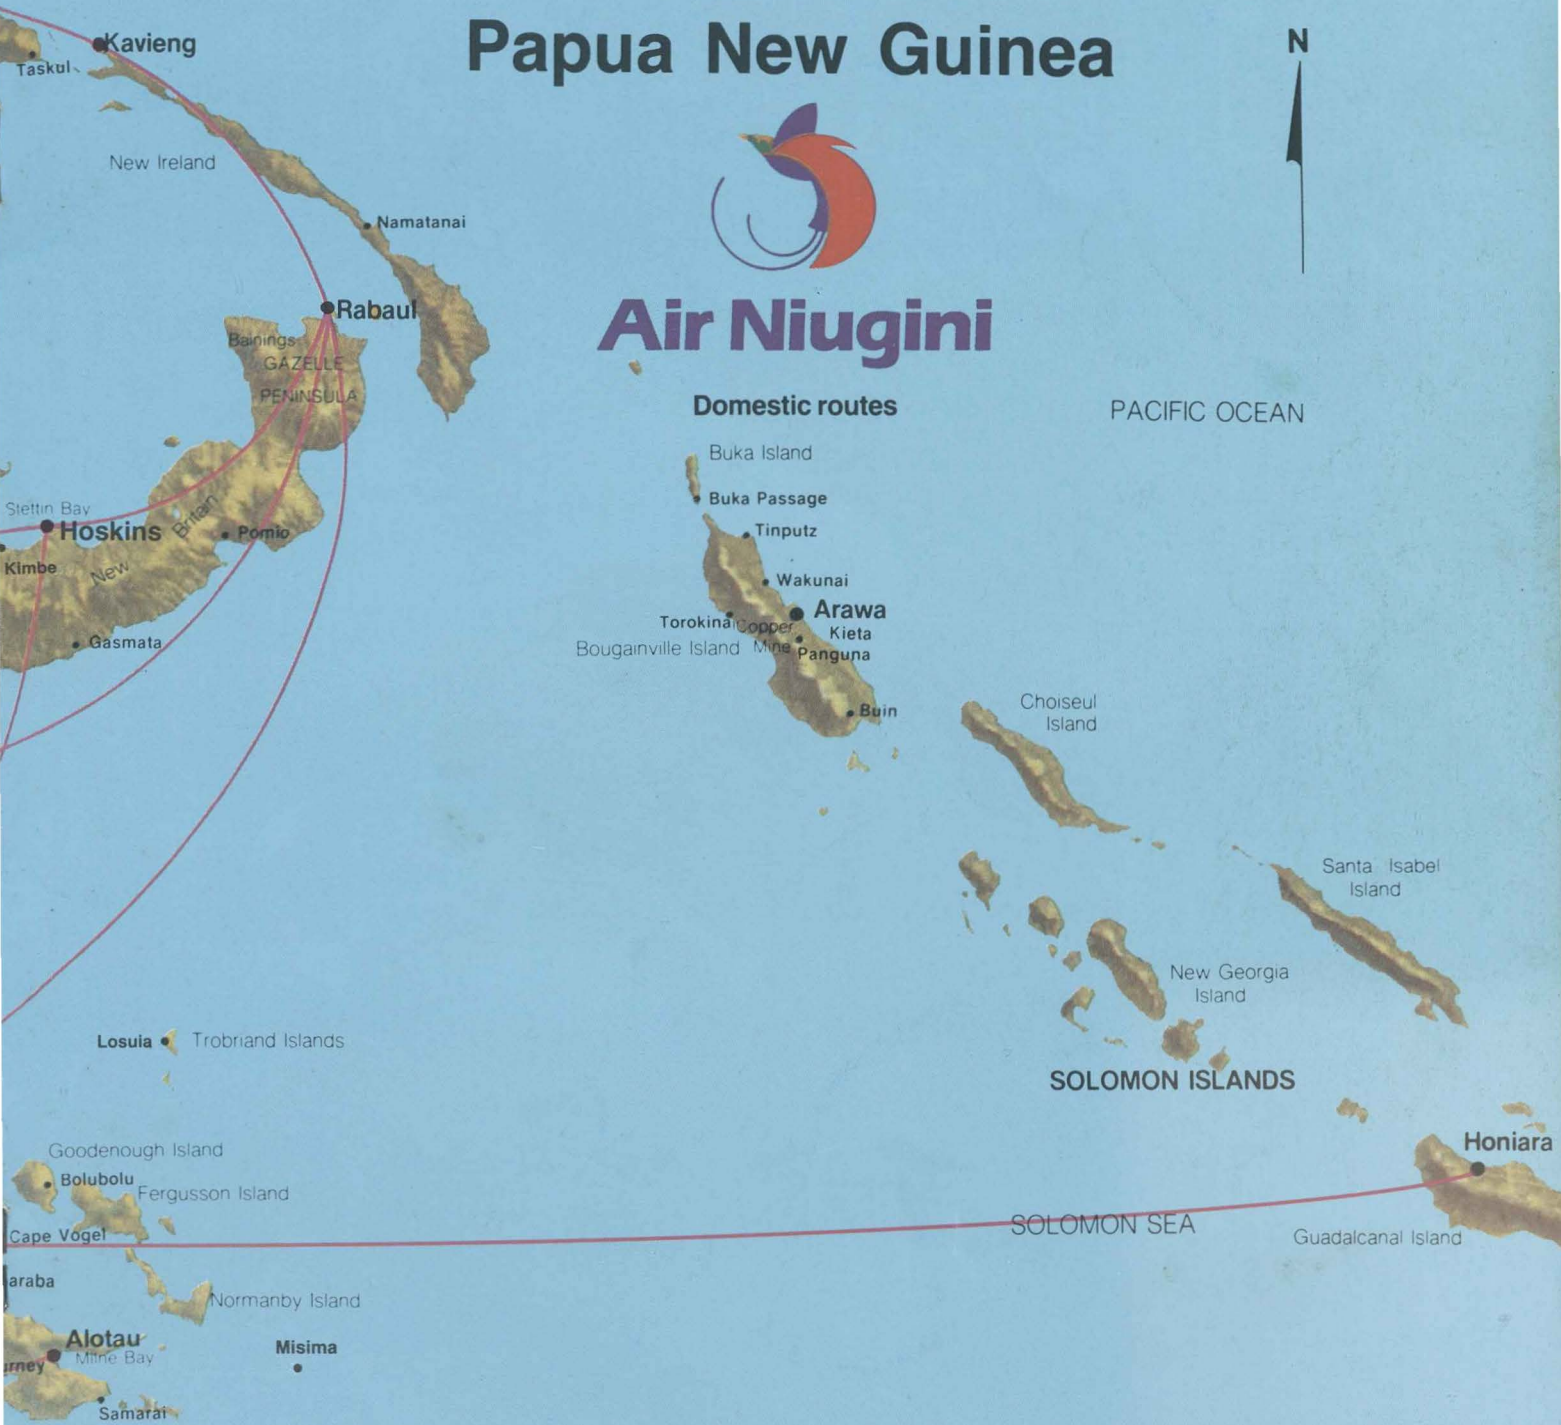 Papua New Guinea
N
Kavieng
Taskul
New Ireland
Namatanai
Rabaul
Air Niugini
Bainings
GAZELLE
PENINSULA
Domestic routes
PACIFIC OCEAN
Buka Island
Buka Passage
Stettin Bay
Hoskins
Britain
Pomio
Tinputz
Kimbe
New
Wakunai
Arawa
Torokina
Copper
Kieta
Gasmata
Bougainville Island
Mine
Panguna
Choiseul
Island
Buin
Santa Isabel
Island
New Georgia
Island
Losuia
Trobriand Islands
SOLOMON ISLANDS
Goodenough Island
Honiara
Bolubolu
Fergusson Island
SOLOMON SEA
Cape Vogel
Guadalcanal Island
araba
Normanby Island
Alotau
Misima
Milne Bay
urney
Samarai